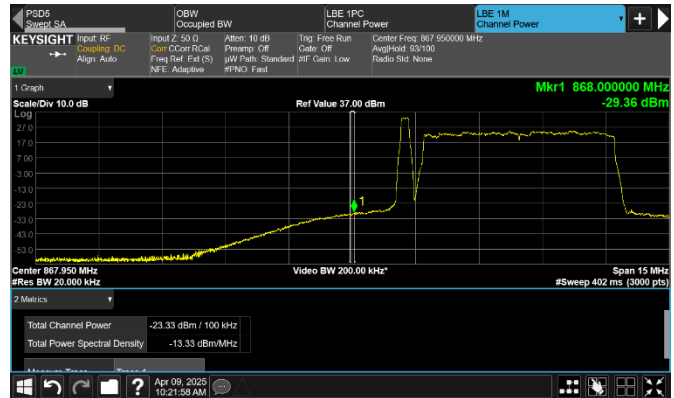 PSD5
Swept SA
OBW
Occupied BW
LBE 1PC
Channel Power
LBE 1M
Channel Power
KEYSIGHT
Input: RF
Coupling: DC
Align: Auto
Input Z: 50 Ω
Corr CCorr RCal
Freq Ref: Ext (S)
NFE: Adaptive
Atten: 10 dB
Preamp: Off
µW Path: Standard
#PNO: Fast
Trig: Free Run
Gate: Off
#IF Gain: Low
Center Freq: 867.950000 MHz
Avg|Hold: 93/100
Radio Std: None
1 Graph
Mkr1 868.000000 MHz
-29.36 dBm
Scale/Div 10.0 dB
Ref Value 37.00 dBm
Log
27.0
17.0
7.00
-3.00
-13.0
-23.0
-33.0
-43.0
-53.0
1
Center 867.950 MHz
#Res BW 20.000 kHz
Video BW 200.00 kHz*
Span 15 MHz
#Sweep 402 ms (3000 pts)
2 Metrics
Total Channel Power -23.33 dBm / 100 kHz
Total Power Spectral Density -13.33 dBm/MHz
Measure Trace Trace 1
Apr 09, 2025
10:21:58 AM